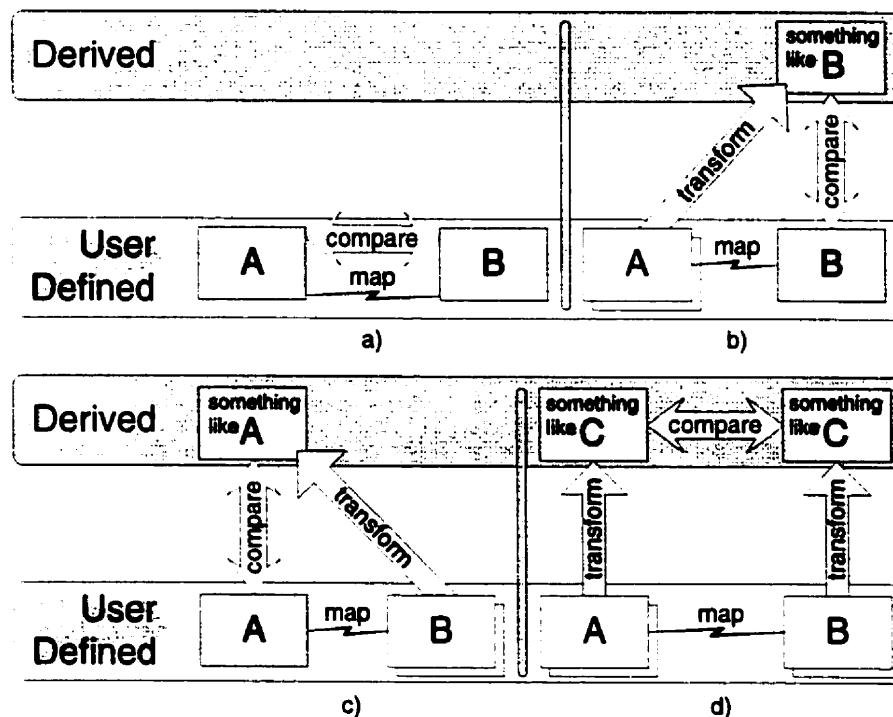 Derived
something
like B
transform
compare
User
Defined
A
compare
map
B
A
map
B
a)
b)
Derived
something
like A
something
like C
compare
something
like C
compare
transform
transform
transform
User
Defined
A
map
B
A
map
B
c)
d)